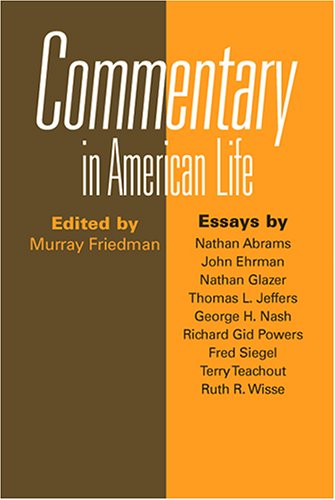 Commentary
in American Life
Edited by
Murray Friedman
Essays by
Nathan Abrams
John Ehrman
Nathan Glazer
Thomas L. Jeffers
George H. Nash
Richard Gid Powers
Fred Siegel
Terry Teachout
Ruth R. Wisse